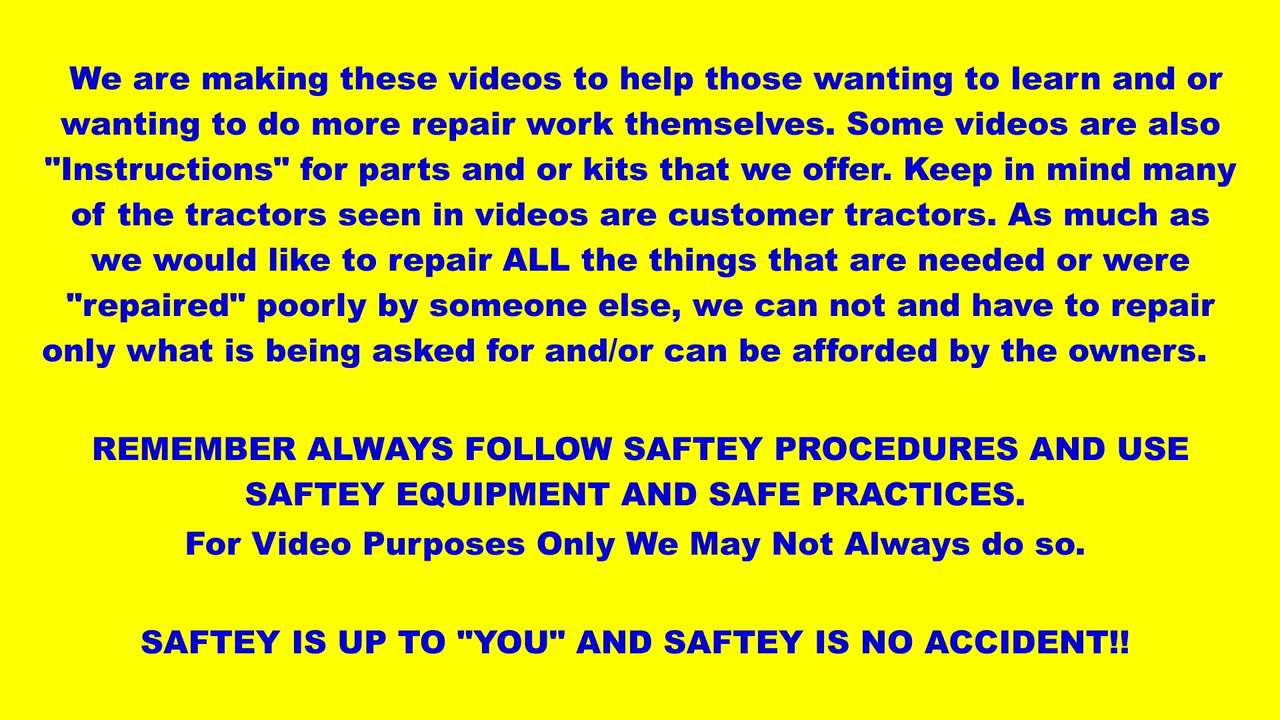 We are making these videos to help those wanting to learn and or
wanting to do more repair work themselves. Some videos are also
"Instructions" for parts and or kits that we offer. Keep in mind many
of the tractors seen in videos are customer tractors. As much as
we would like to repair ALL the things that are needed or were
"repaired" poorly by someone else, we can not and have to repair
only what is being asked for and/or can be afforded by the owners.
REMEMBER ALWAYS FOLLOW SAFTEY PROCEDURES AND USE
SAFTEY EQUIPMENT AND SAFE PRACTICES.
For Video Purposes Only We May Not Always do so.
SAFTEY IS UP TO "YOU" AND SAFTEY IS NO ACCIDENT!!